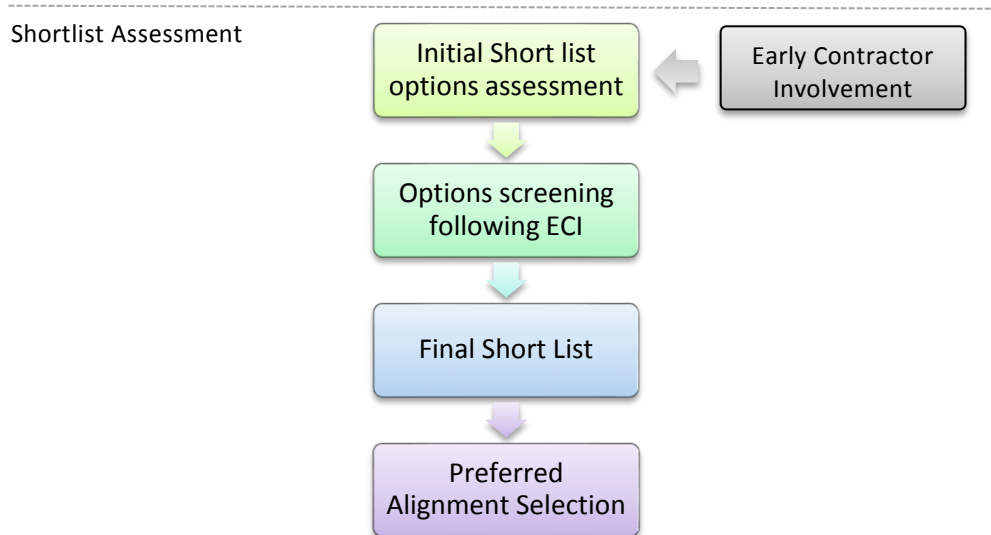 Shortlist Assessment
Initial Short list
options assessment
Early Contractor
Involvement
Options screening
following ECI
Final Short List
Preferred
Alignment Selection